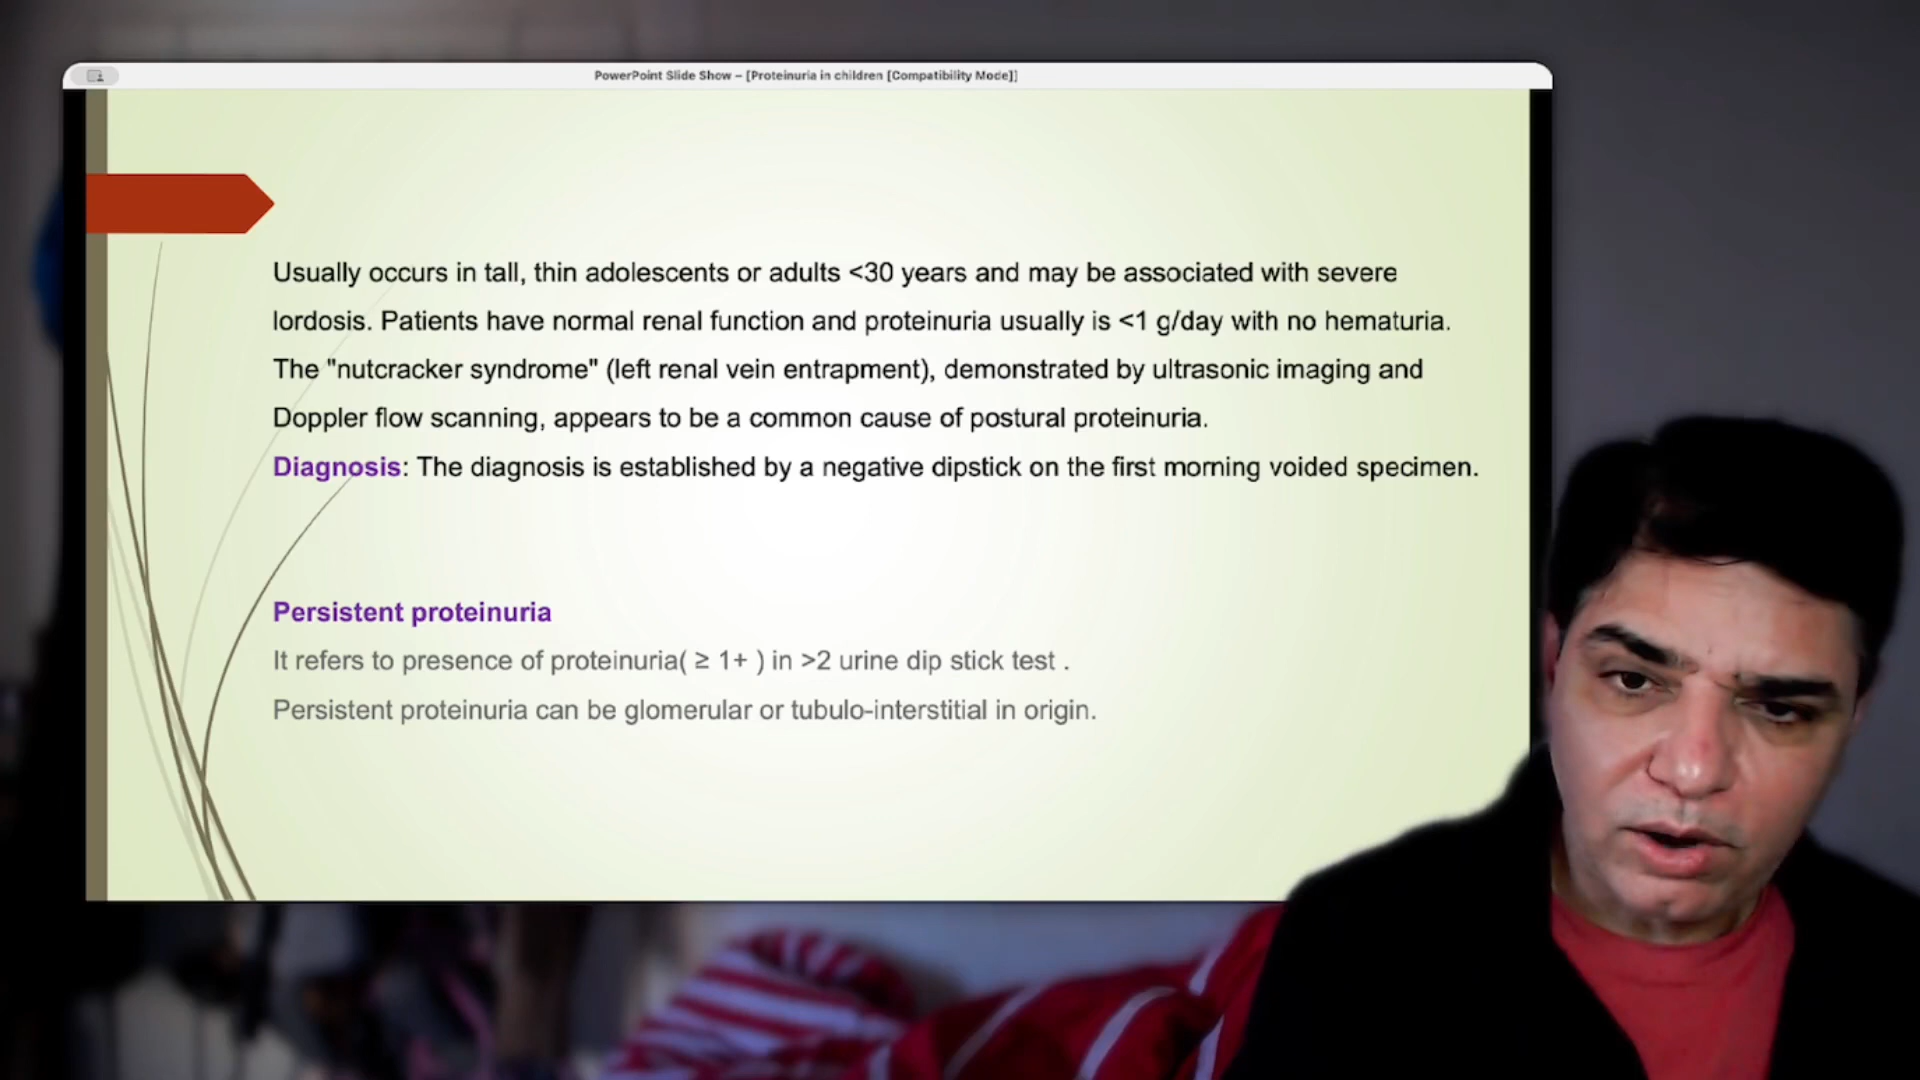 PowerPoint Slide Show – [Proteinuria in children [Compatibility Mode]]
Usually occurs in tall, thin adolescents or adults <30 years and may be associated with severe
lordosis. Patients have normal renal function and proteinuria usually is <1 g/day with no hematuria.
The "nutcracker syndrome" (left renal vein entrapment), demonstrated by ultrasonic imaging and
Doppler flow scanning, appears to be a common cause of postural proteinuria.
Diagnosis: The diagnosis is established by a negative dipstick on the first morning voided specimen.
Persistent proteinuria
It refers to presence of proteinuria( ≥ 1+ ) in >2 urine dip stick test .
Persistent proteinuria can be glomerular or tubulo-interstitial in origin.